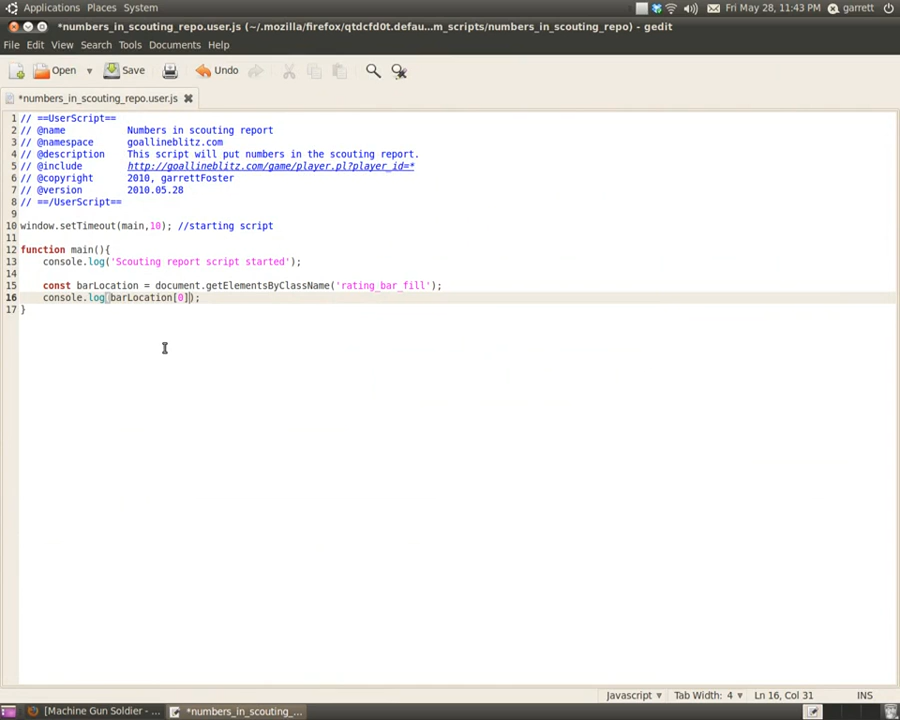 Applications Places System Fri May 28, 11:43 PM garrett
*numbers_in_scouting_repo.user.js (~/.mozilla/firefox/qtdcfd0t.defau...m_scripts/numbers_in_scouting_repo) - gedit
File Edit View Search Tools Documents Help
Open Save Undo
*numbers_in_scouting_repo.user.js
1 // ==UserScript==
2 // @name Numbers in scouting report
3 // @namespace goallineblitz.com
4 // @description This script will put numbers in the scouting report.
5 // @include http://goallineblitz.com/game/player.pl?player_id=*
6 // @copyright 2010, garrettFoster
7 // @version 2010.05.28
8 // ==/UserScript==
9
10 window.setTimeout(main,10); //starting script
11
12 function main(){
13 console.log('Scouting report script started');
14
15 const barLocation = document.getElementsByClassName('rating_bar_fill');
16 console.log(barLocation[0]);
17 }
Javascript Tab Width: 4 Ln 16, Col 31 INS
[Machine Gun Soldier - ... *numbers_in_scouting_...